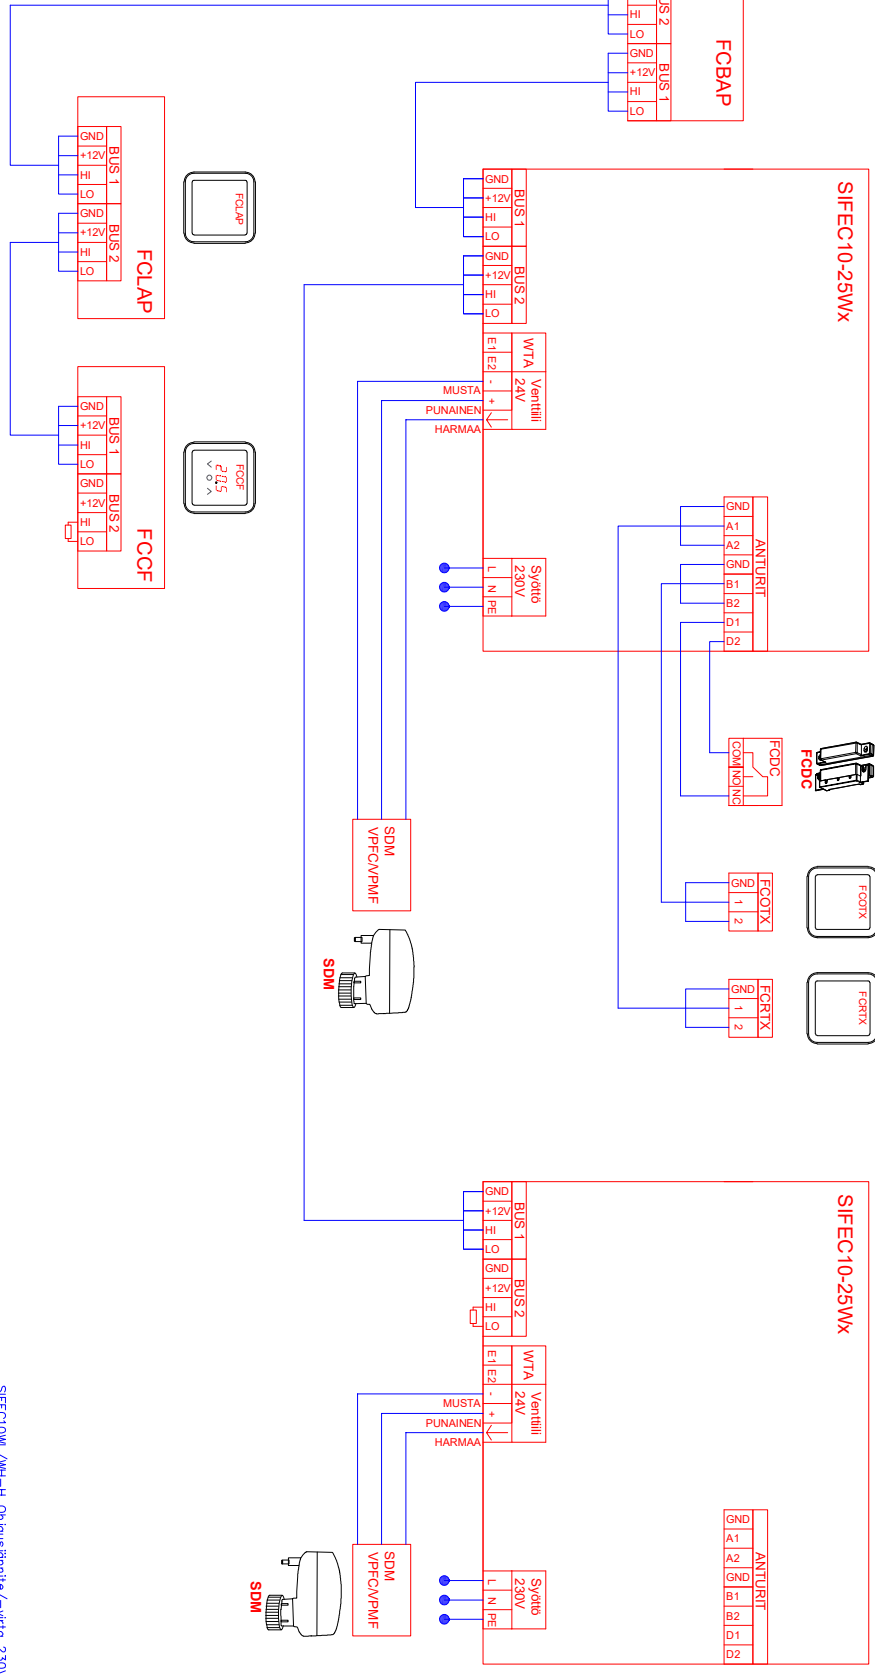 US 2
HI
LO
GND
+12V
HI
LO
BUS 1
FCBAP
GND
+12V
HI
LO
GND
+12V
HI
LO
BUS 1
BUS 2
FCLAP
FCLAP
GND
+12V
HI
LO
GND
+12V
HI
LO
BUS 1
BUS 2
FCCF
FCCF
20.5
SIFEC10-25Wx
GND
+12V
HI
LO
GND
+12V
HI
LO
BUS 1
BUS 2
E1
E2
WTA
-
+
Venttiili
24V
MUSTA
PUNAINEN
HARMAA
L
N
PE
Syöttö
230V
GND
A1
A2
GND
B1
B2
D1
D2
ANTURIT
FCDC
COM
NO
NC
FCDC
SDM
VPFC/VPMF
SDM
GND
1
2
FCOTX
FCOTX
GND
1
2
FCRTX
FCRTX
SIFEC10-25Wx
GND
+12V
HI
LO
GND
+12V
HI
LO
BUS 1
BUS 2
E1
E2
WTA
-
+
Venttiili
24V
MUSTA
PUNAINEN
HARMAA
SDM
VPFC/VPMF
SDM
L
N
PE
Syöttö
230V
GND
A1
A2
GND
B1
B2
D1
D2
ANTURIT